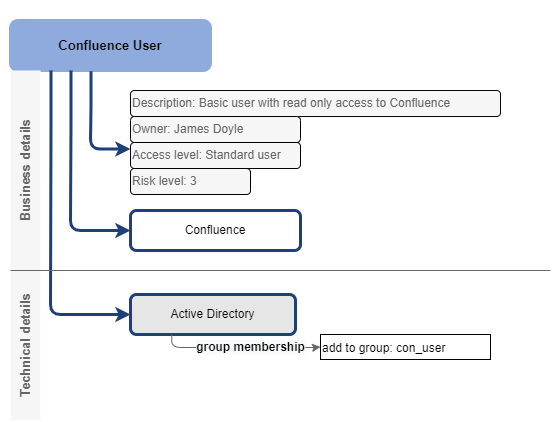 Confluence User
Business details
Description: Basic user with read only access to Confluence
Owner: James Doyle
Access level: Standard user
Risk level: 3
Confluence
Technical details
Active Directory
group membership
add to group: con_user